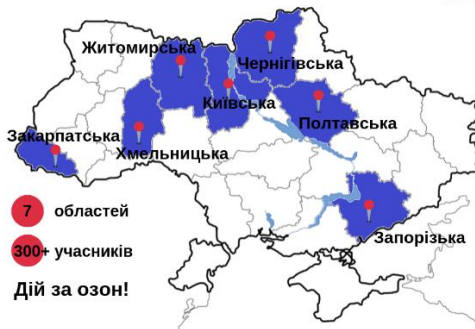 Житомирська
Чернігівська
Київська
Полтавська
Закарпатська
Хмельницька
7 областей
Запорізька
300+ учасників
Дій за озон!